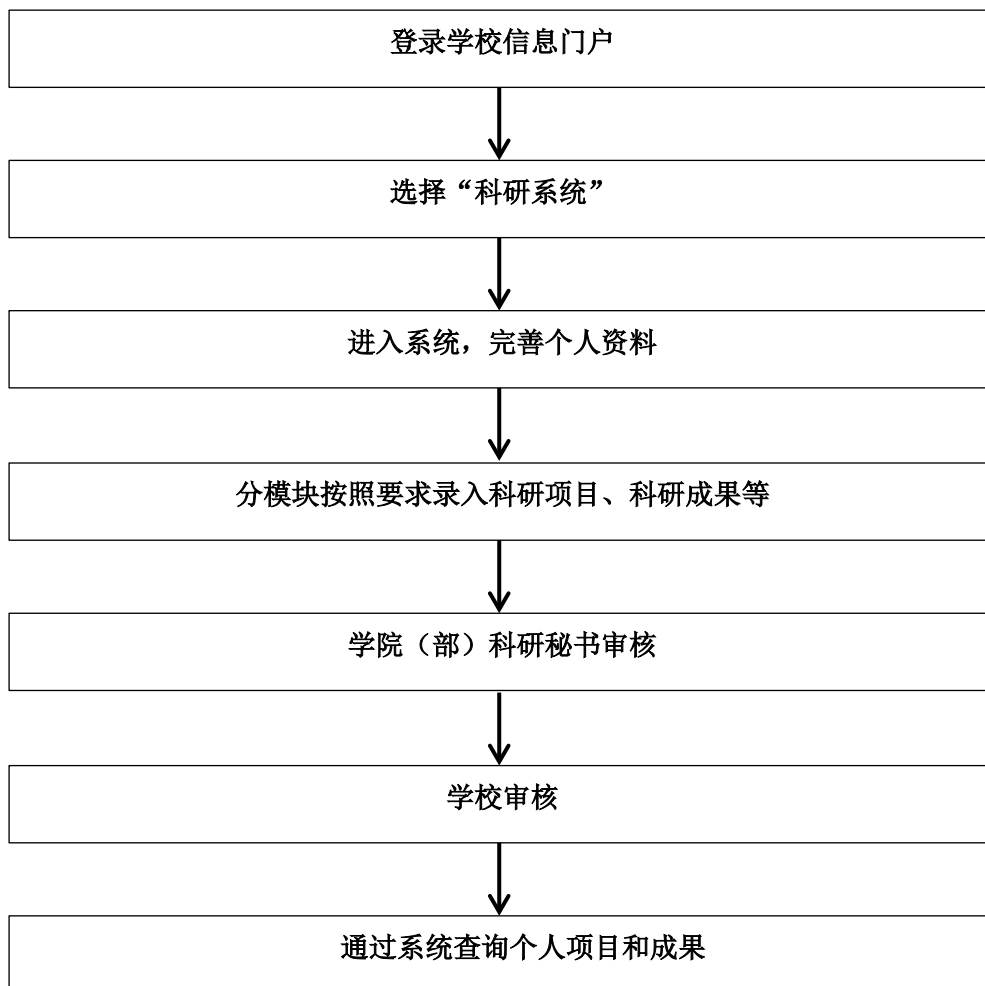 登录学校信息门户
选择“科研系统”
进入系统，完善个人资料
分模块按照要求录入科研项目、科研成果等
学院（部）科研秘书审核
学校审核
通过系统查询个人项目和成果